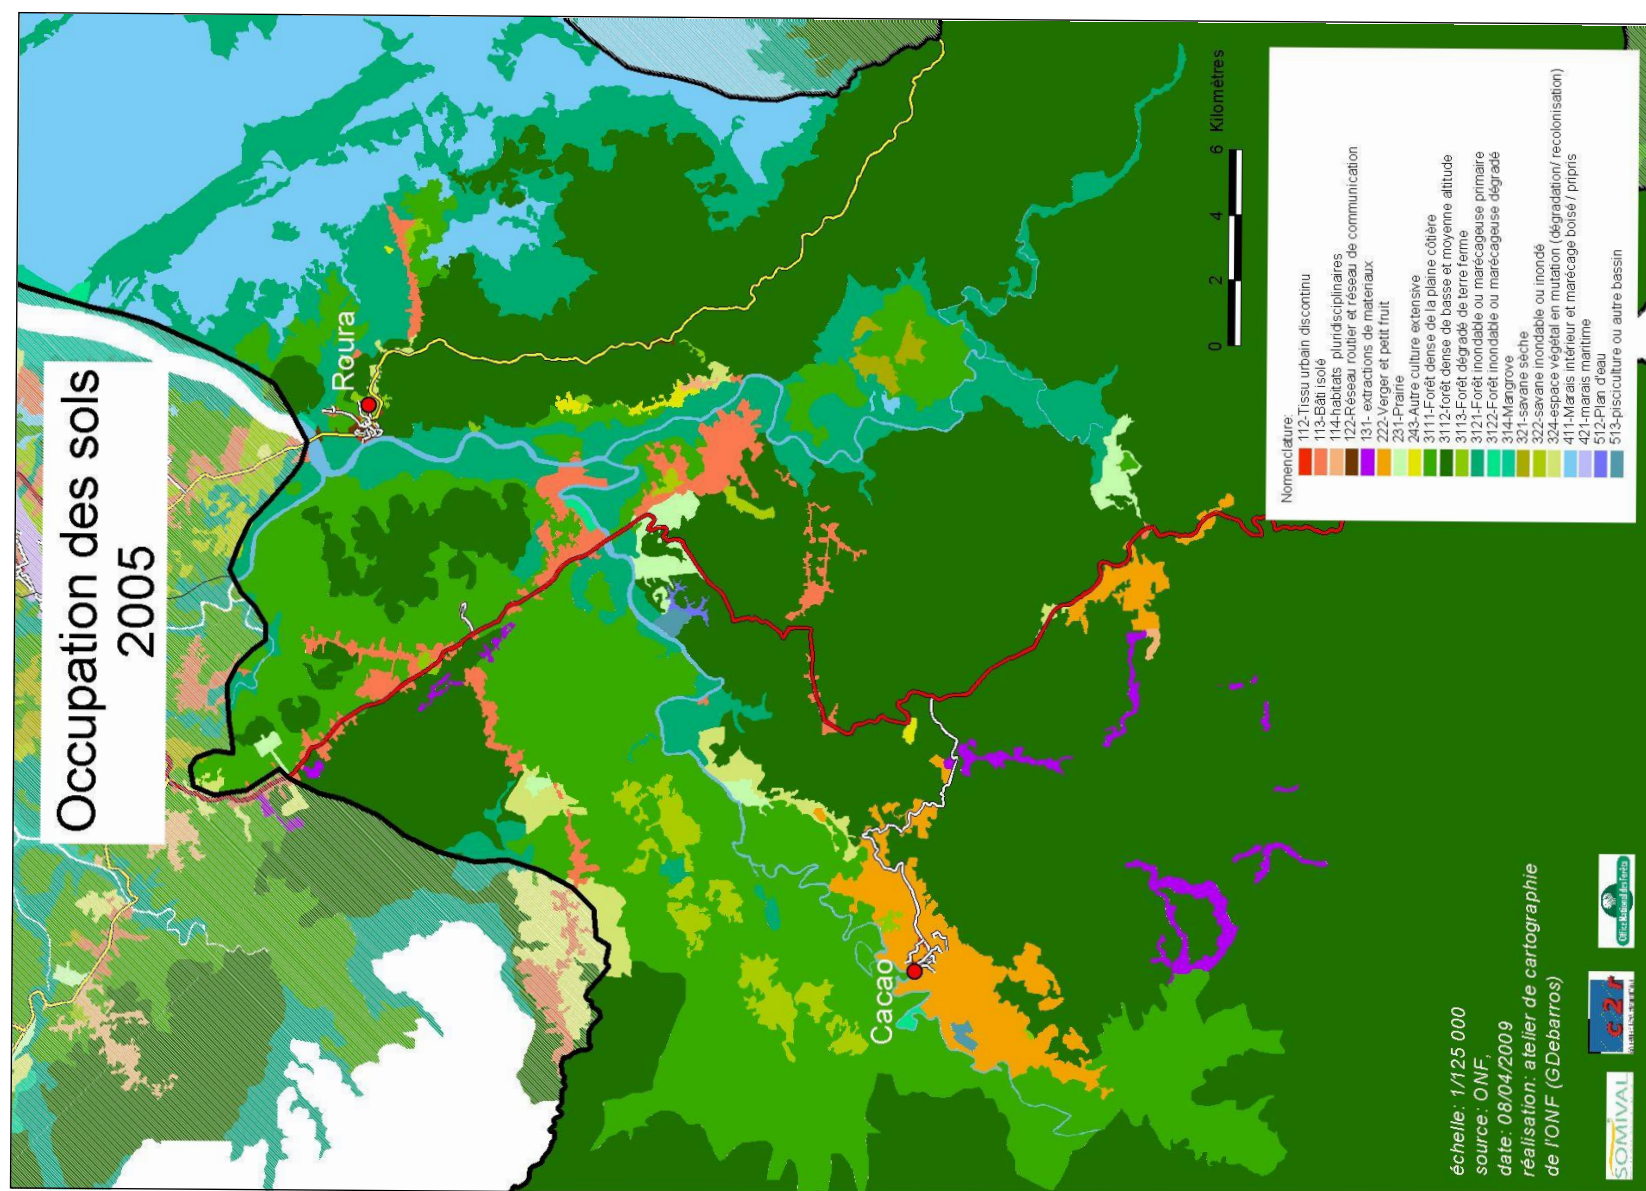 Occupation des sols
2005
Roura
Cacao
0 2 4 6 Kilomètres
Nomenclature:
112-Tissu urbain discontinu
113-Bâti isolé
114-habitats pluridisciplinaires
122-Réseau routier et réseau de communication
131- extractions de materiaux
222-Verger et petit fruit
231-Prairie
243-Autre culture extensive
3111-Forêt dense de la plaine côtière
3112-forêt dense de basse et moyenne altitude
3113-Forêt dégradé de terre ferme
3121-Forêt inondable ou marécageuse primaire
3122-Forêt inondable ou marécageuse dégradé
314-Mangrove
321-savane sèche
322-savane inondable ou inondé
324-espace végétal en mutation (dégradation/ recolonisation)
411-Marais intérieur et marécage boisé / pripris
421-marais maritime
512-Plan d'eau
513-pisciculture ou autre bassin
échelle: 1/125 000
source: ONF,
date: 08/04/2009
réalisation: atelier de cartographie
de l'ONF (GDebarros)
SOMIVAL
c2r
Office National des Forêts